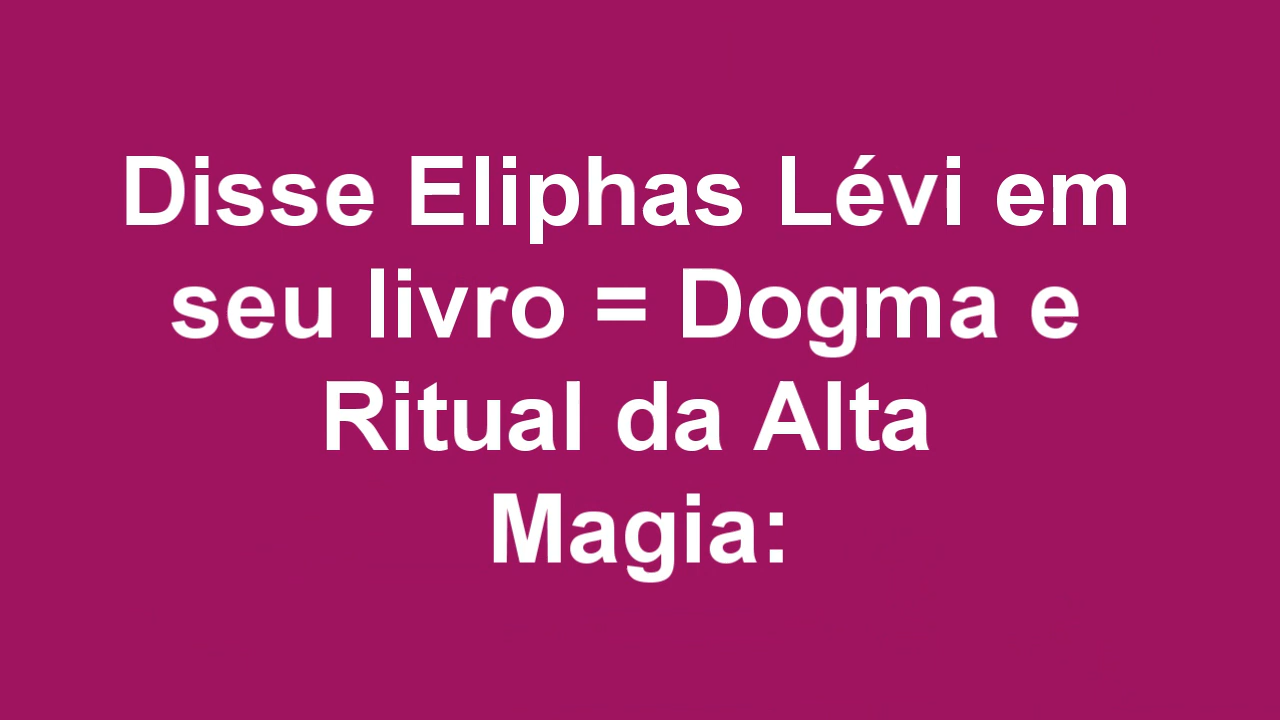 Disse Eliphas Lévi em
seu livro = Dogma e
Ritual da Alta
Magia: